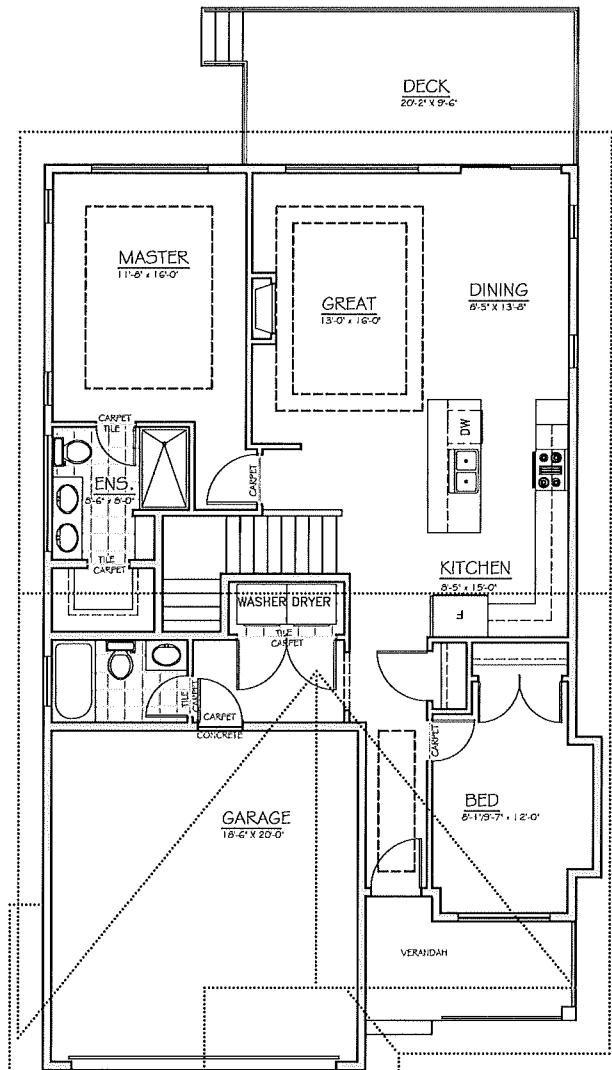 DECK
20'-2" X 9'-6"
MASTER
11'-8" x 16'-0"
GREAT
13'-0" x 16'-0"
DINING
8'-5" X 13'-8"
CARPET
TILE
DW
ENS.
8'-6" x 8'-0"
CARPET
TILE
CARPET
KITCHEN
8'-5" x 15'-0"
WASHER DRYER
F
TILE
CARPET
TILE
CARPET
CARPET
CONCRETE
CARPET
BED
8'-1"/9'-7" x 12'-0"
GARAGE
18'-6" X 20'-0"
VERANDAH